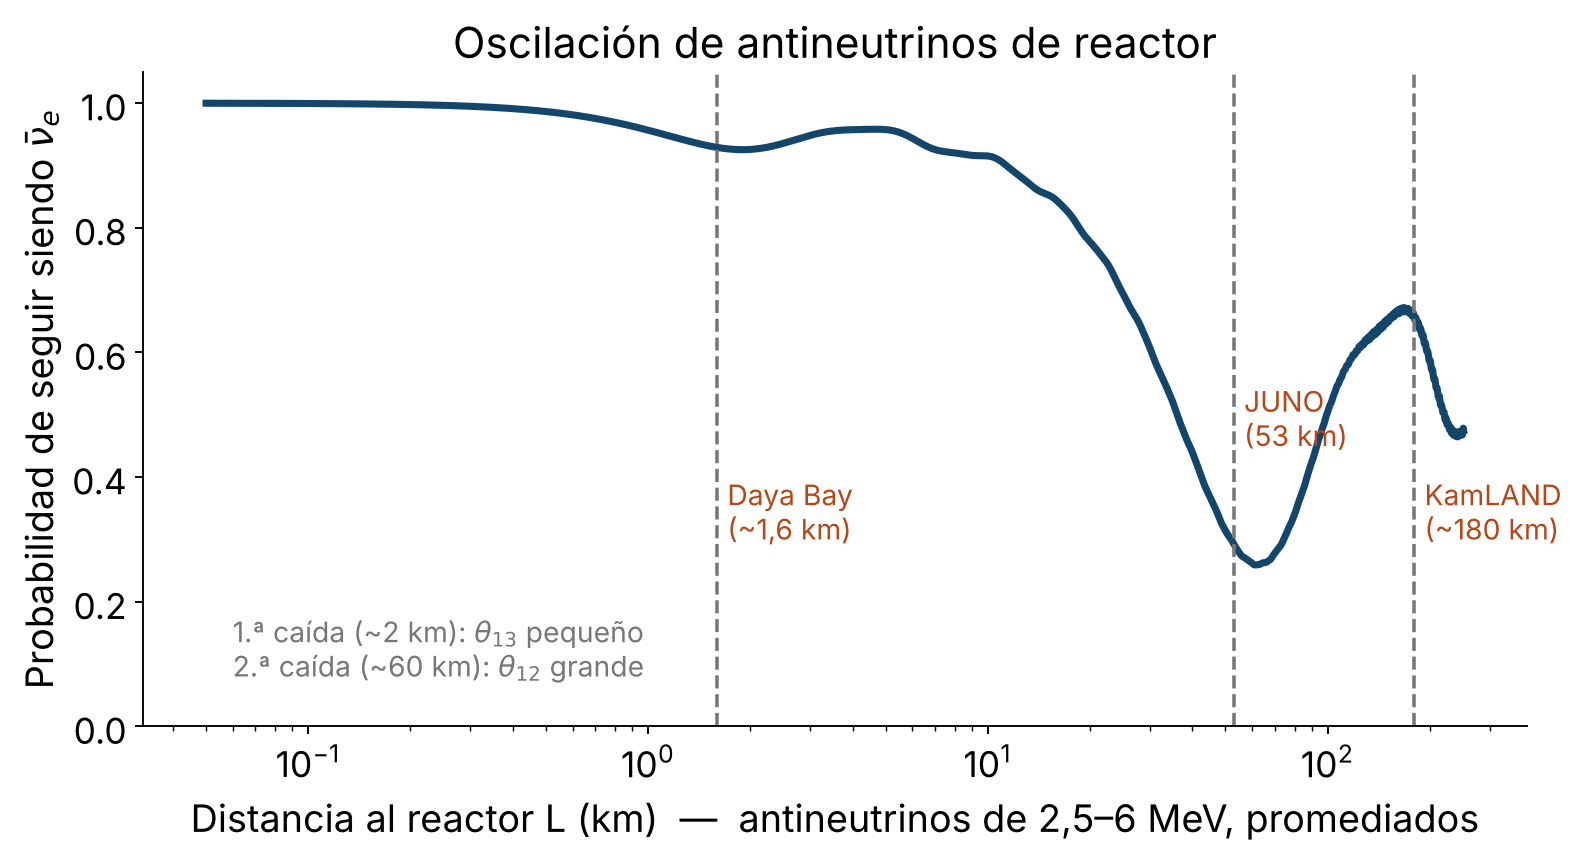 Oscilación de antineutrinos de reactor
Probabilidad de seguir siendo ν̄ₑ
1.0
0.8
0.6
0.4
0.2
0.0
JUNO
(53 km)
Daya Bay
(~1,6 km)
KamLAND
(~180 km)
1.ª caída (~2 km): θ₁₃ pequeño
2.ª caída (~60 km): θ₁₂ grande
10⁻¹ 10⁰ 10¹ 10²
Distancia al reactor L (km) — antineutrinos de 2,5–6 MeV, promediados